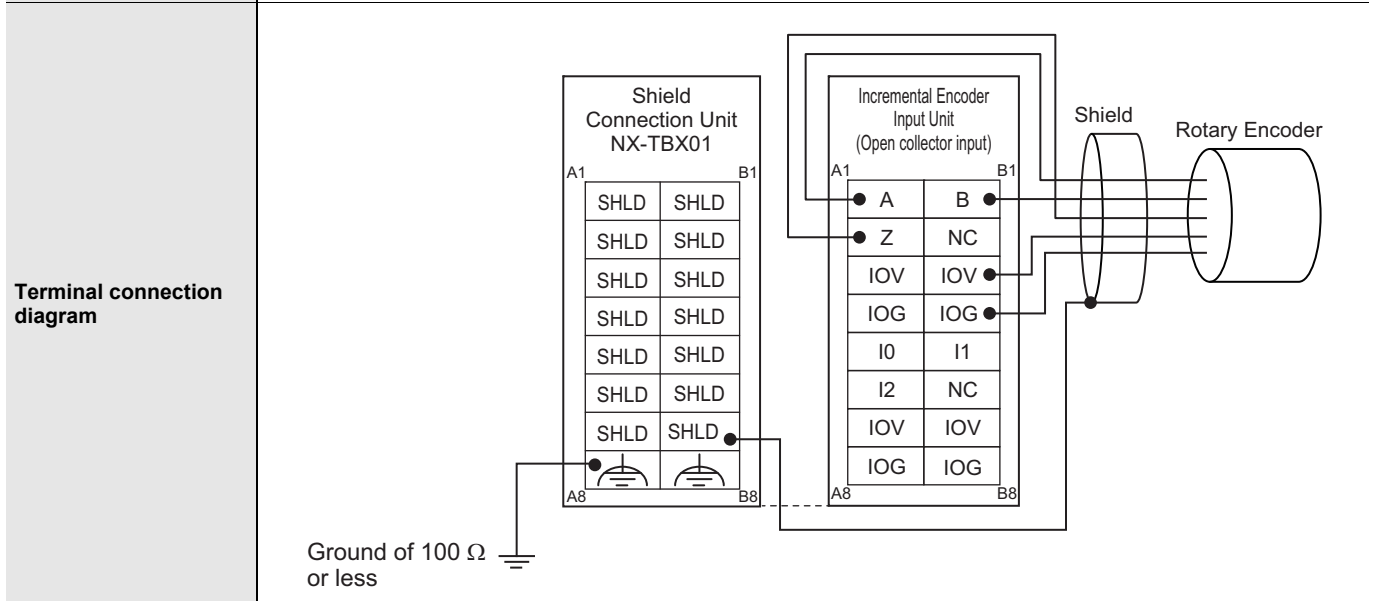 Terminal connection
diagram
Shield
Connection Unit
NX-TBX01
A1 B1
SHLD SHLD
SHLD SHLD
SHLD SHLD
SHLD SHLD
SHLD SHLD
SHLD SHLD
SHLD SHLD
A8 B8
Ground of 100 Ω
or less
Incremental Encoder
Input Unit
(Open collector input)
A1 B1
A B
Z NC
IOV IOV
IOG IOG
I0 I1
I2 NC
IOV IOV
IOG IOG
A8 B8
Shield
Rotary Encoder